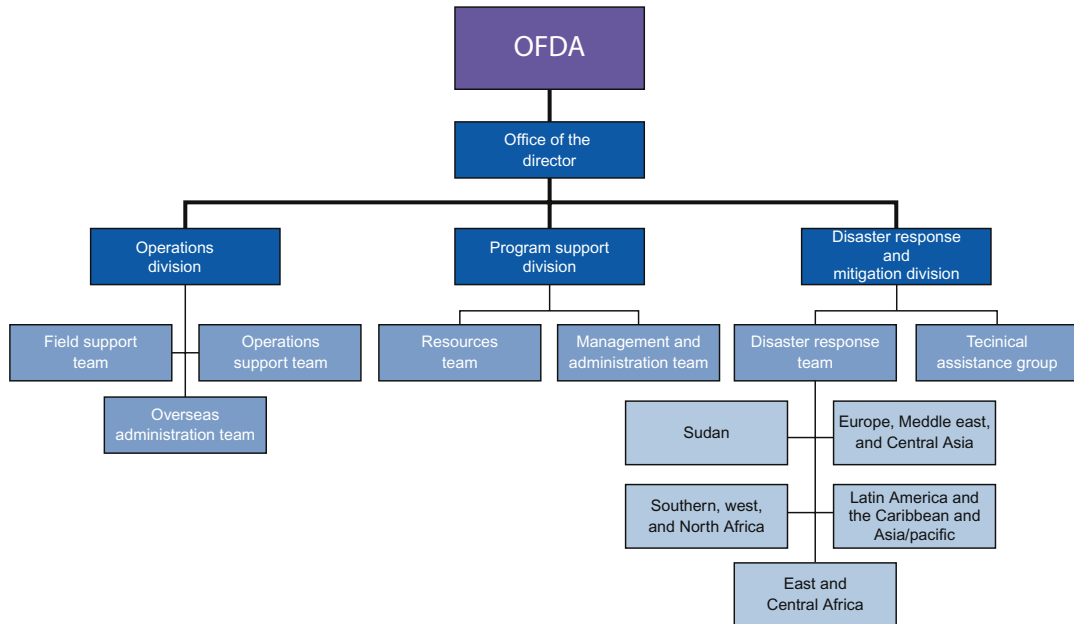 OFDA
Office of the
director
Operations
division
Program support
division
Disaster response
and
mitigation division
Field support
team
Operations
support team
Resources
team
Management and
administration team
Disaster response
team
Tecinical
assistance group
Overseas
administration team
Sudan
Europe, Meddle east,
and Central Asia
Southern, west,
and North Africa
Latin America and
the Caribbean and
Asia/pacific
East and
Central Africa